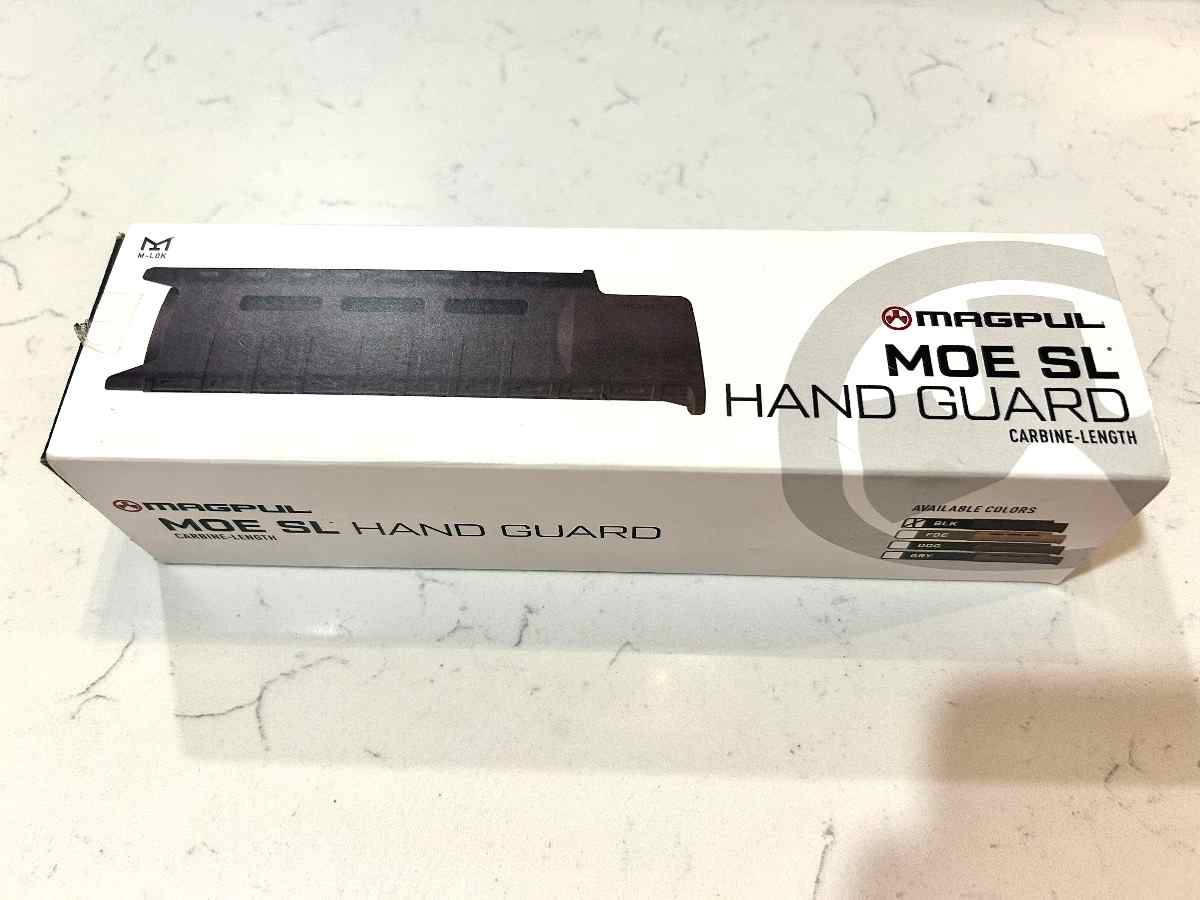 M-LOK
MAGPUL
MOE SL
HAND GUARD
CARBINE-LENGTH
MAGPUL
MOE SL HAND GUARD
CARBINE-LENGTH
AVAILABLE COLORS
BLK
FDE
ODG
GRY